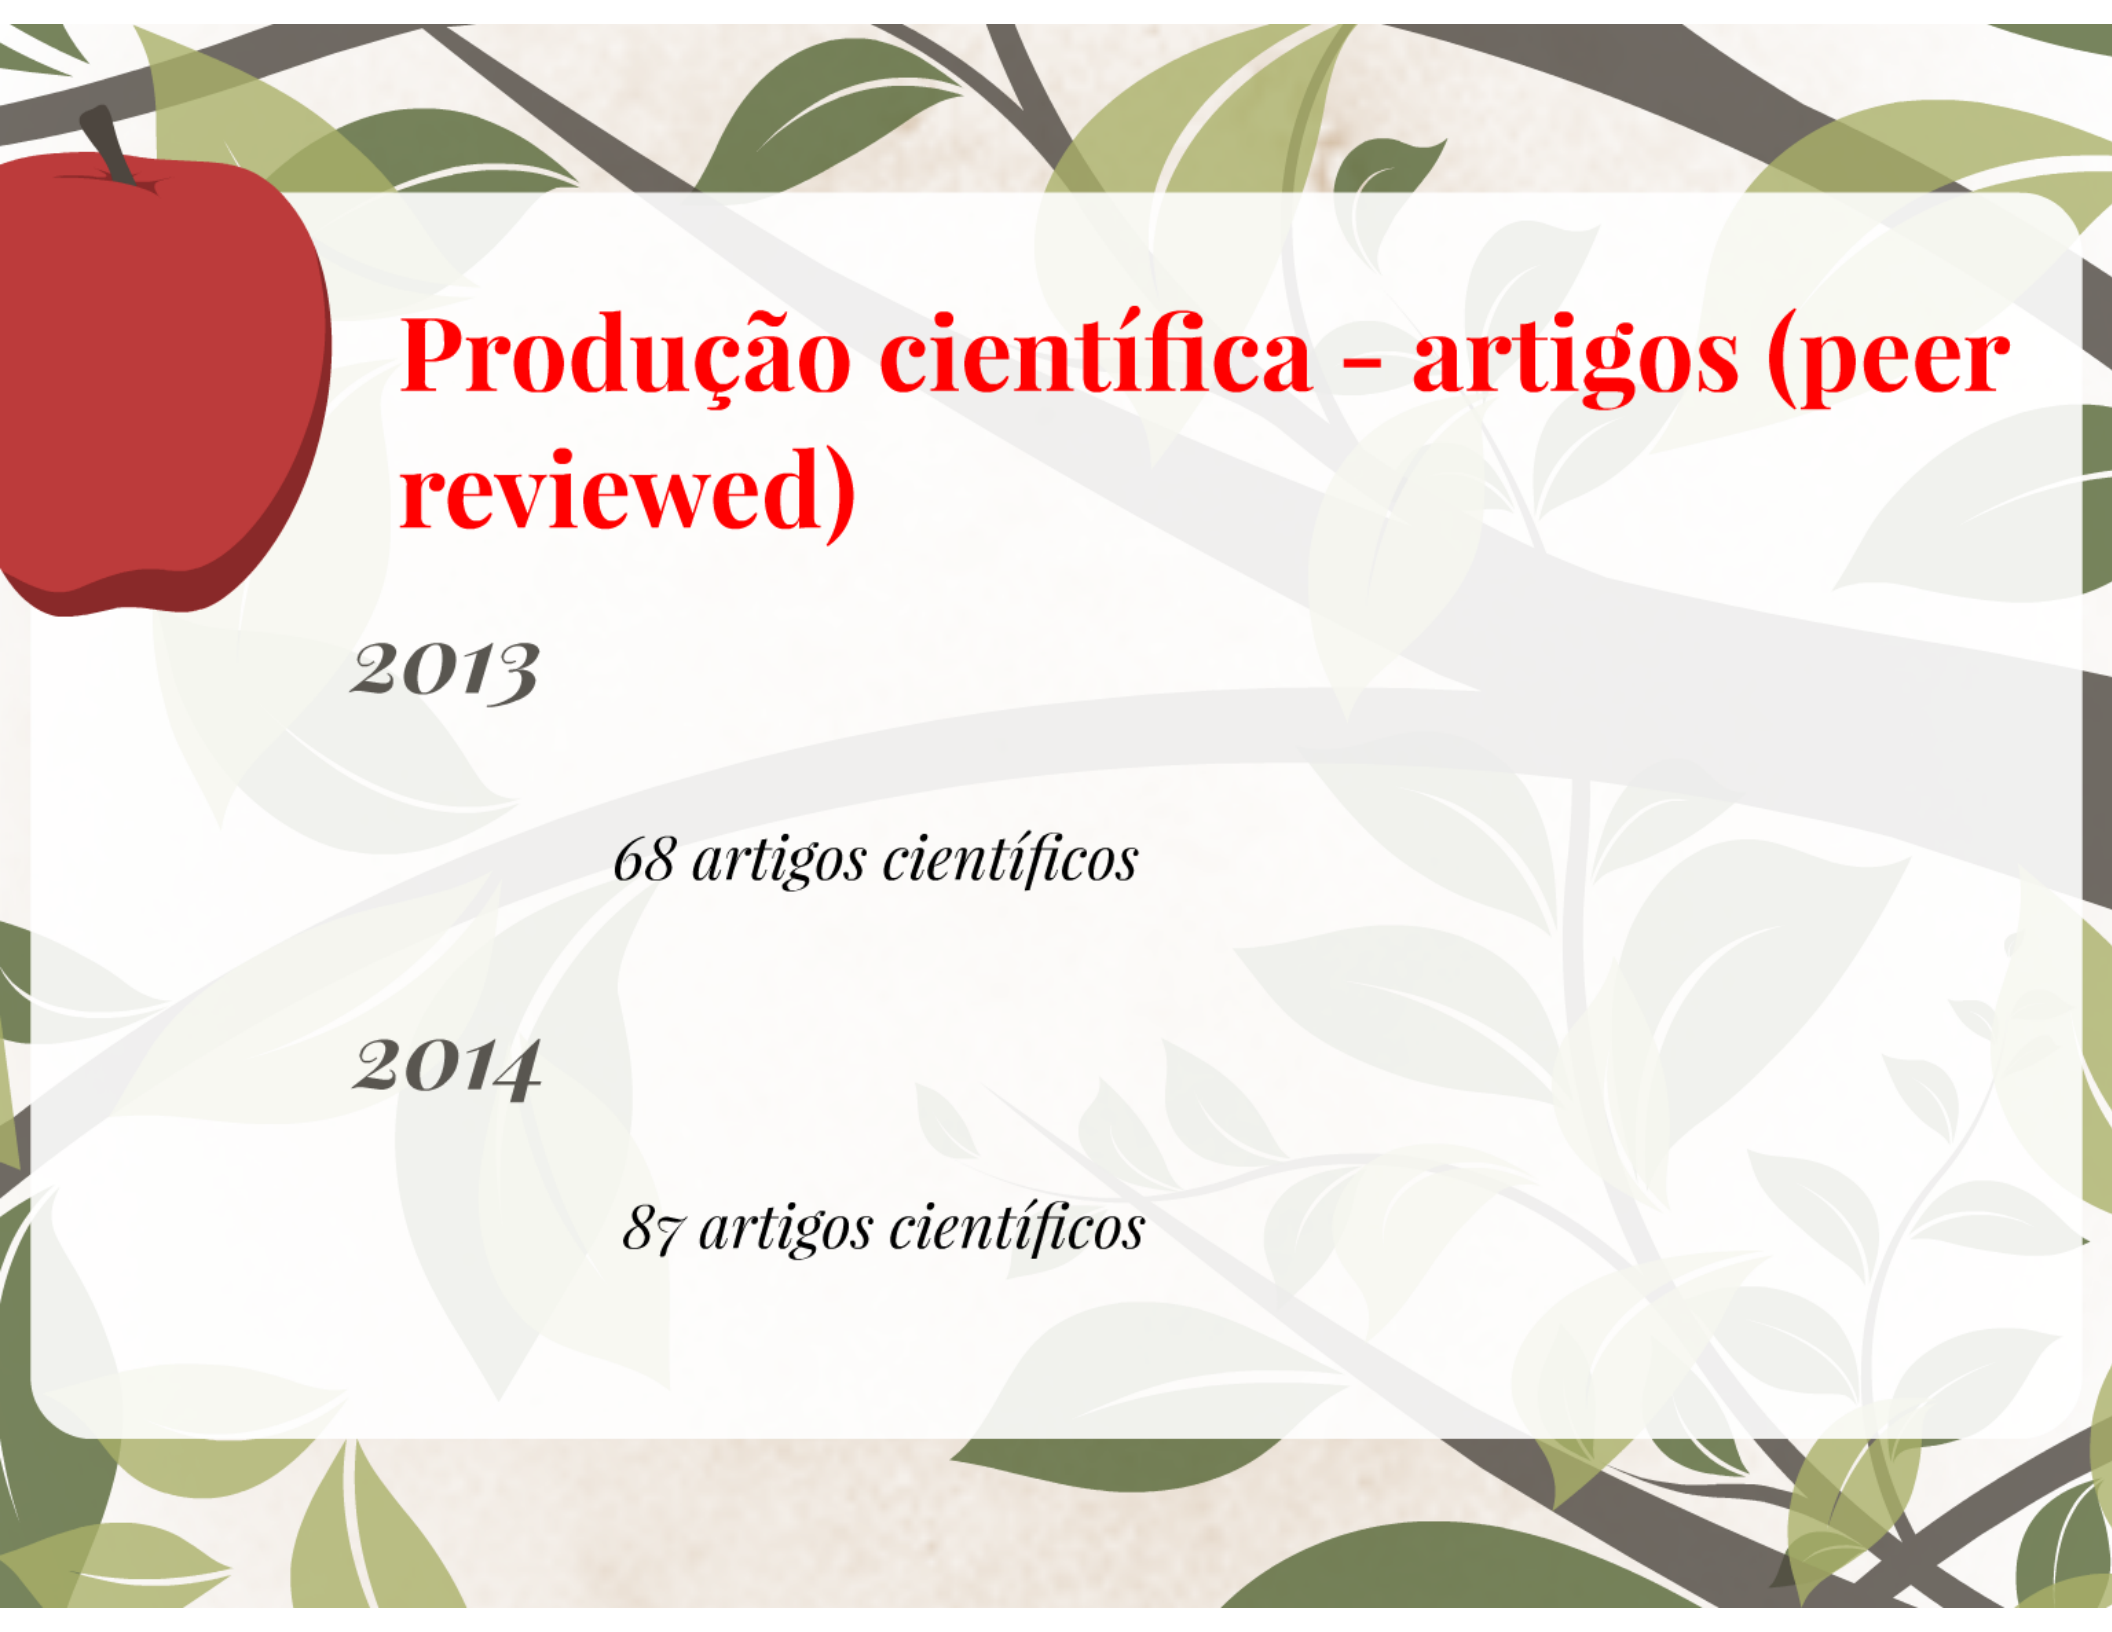 Produção científica - artigos (peer
reviewed)
2013
68 artigos científicos
2014
87 artigos científicos